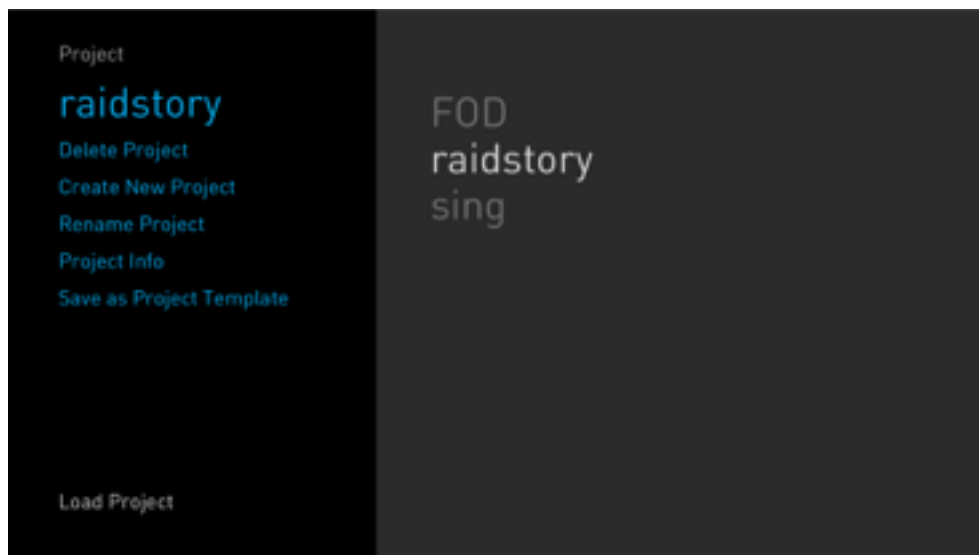 Project
raidstory
Delete Project
Create New Project
Rename Project
Project Info
Save as Project Template
Load Project
FOD
raidstory
sing